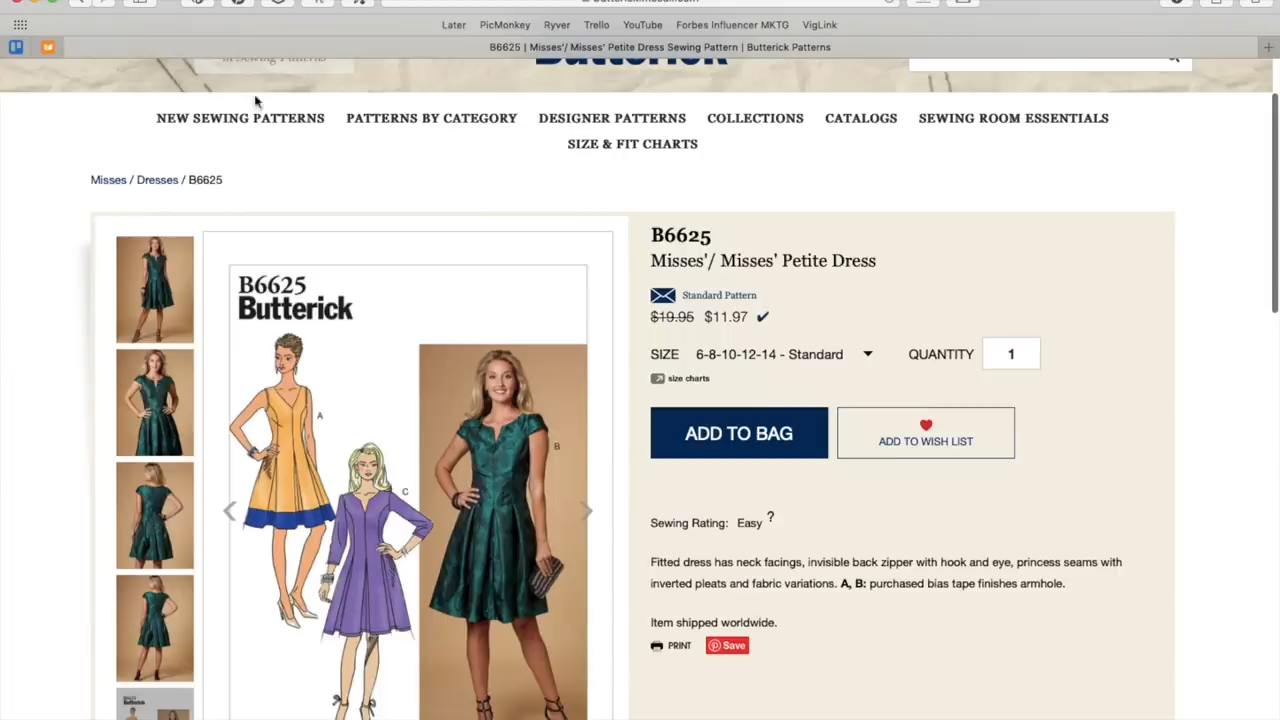 Later PicMonkey Ryver Trello YouTube Forbes Influencer MKTG VigLink
B6625 | Misses'/ Misses' Petite Dress Sewing Pattern | Butterick Patterns
in Sewing Patterns
Butterick
NEW SEWING PATTERNS PATTERNS BY CATEGORY DESIGNER PATTERNS COLLECTIONS CATALOGS SEWING ROOM ESSENTIALS
SIZE & FIT CHARTS
Misses / Dresses / B6625
B6625
Butterick
A
C
B
B6625
Misses'/ Misses' Petite Dress
Standard Pattern
$19.95 $11.97 ✔
SIZE 6-8-10-12-14 - Standard QUANTITY 1
size charts
ADD TO BAG
ADD TO WISH LIST
Sewing Rating: Easy ?
Fitted dress has neck facings, invisible back zipper with hook and eye, princess seams with
inverted pleats and fabric variations. A, B: purchased bias tape finishes armhole.
Item shipped worldwide.
PRINT Save
Butterick